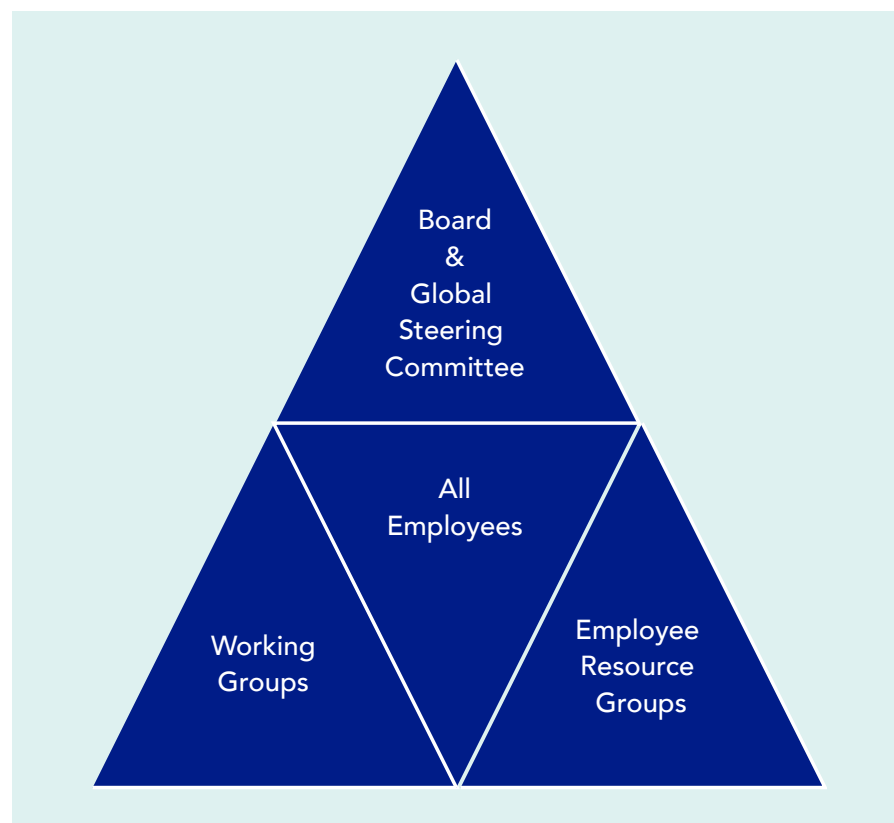 Board
&
Global
Steering
Committee
All
Employees
Working
Groups
Employee
Resource
Groups